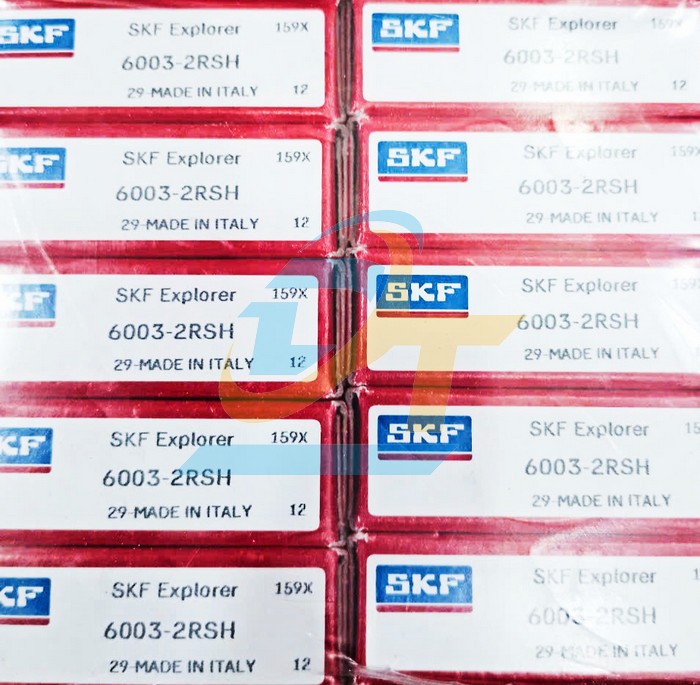 SKF SKF Explorer 159X
6003-2RSH
29-MADE IN ITALY 12
SKF SKF Explorer 159X
6003-2RSH
29-MADE IN ITALY 12
SKF SKF Explorer 159X
6003-2RSH
29-MADE IN ITALY
SKF SKF Explorer 159X
6003-2RSH
29-MADE IN ITALY 12
SKF SKF Explorer 159X
6003-2RSH
29-MADE IN ITALY 12
SKF SKF Explorer
6003-2RSH
29-MADE IN ITALY
SKF SKF Explorer 159X
6003-2RSH
29-MADE IN ITALY 12
SKF SKF Explorer 15
6003-2RSH
29-MADE IN ITALY
KF SKF Explorer 159X
6003-2RSH
29-MADE IN ITALY 12
SKF SKF Explorer 1
6003-2RSH
29-MADE IN ITALY